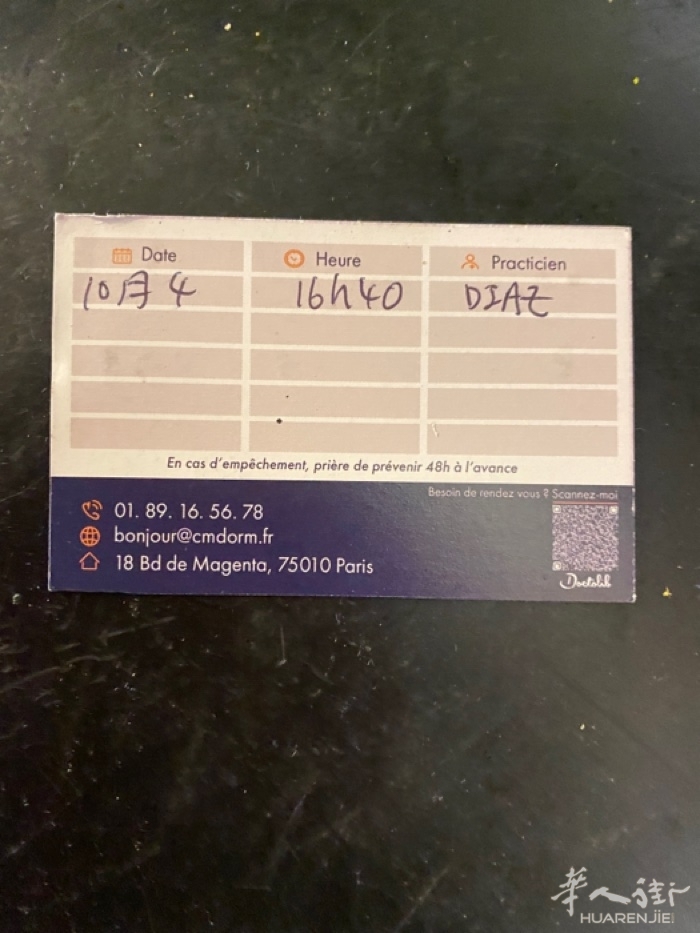 Date Heure Practicien
10月4 16h40 DIAZ
En cas d'empêchement, prière de prévenir 48h à l'avance
Besoin de rendez vous ? Scannez-moi
01. 89. 16. 56. 78
bonjour@cmdorm.fr
18 Bd de Magenta, 75010 Paris
Doctolib
華人街
HUARENJIE